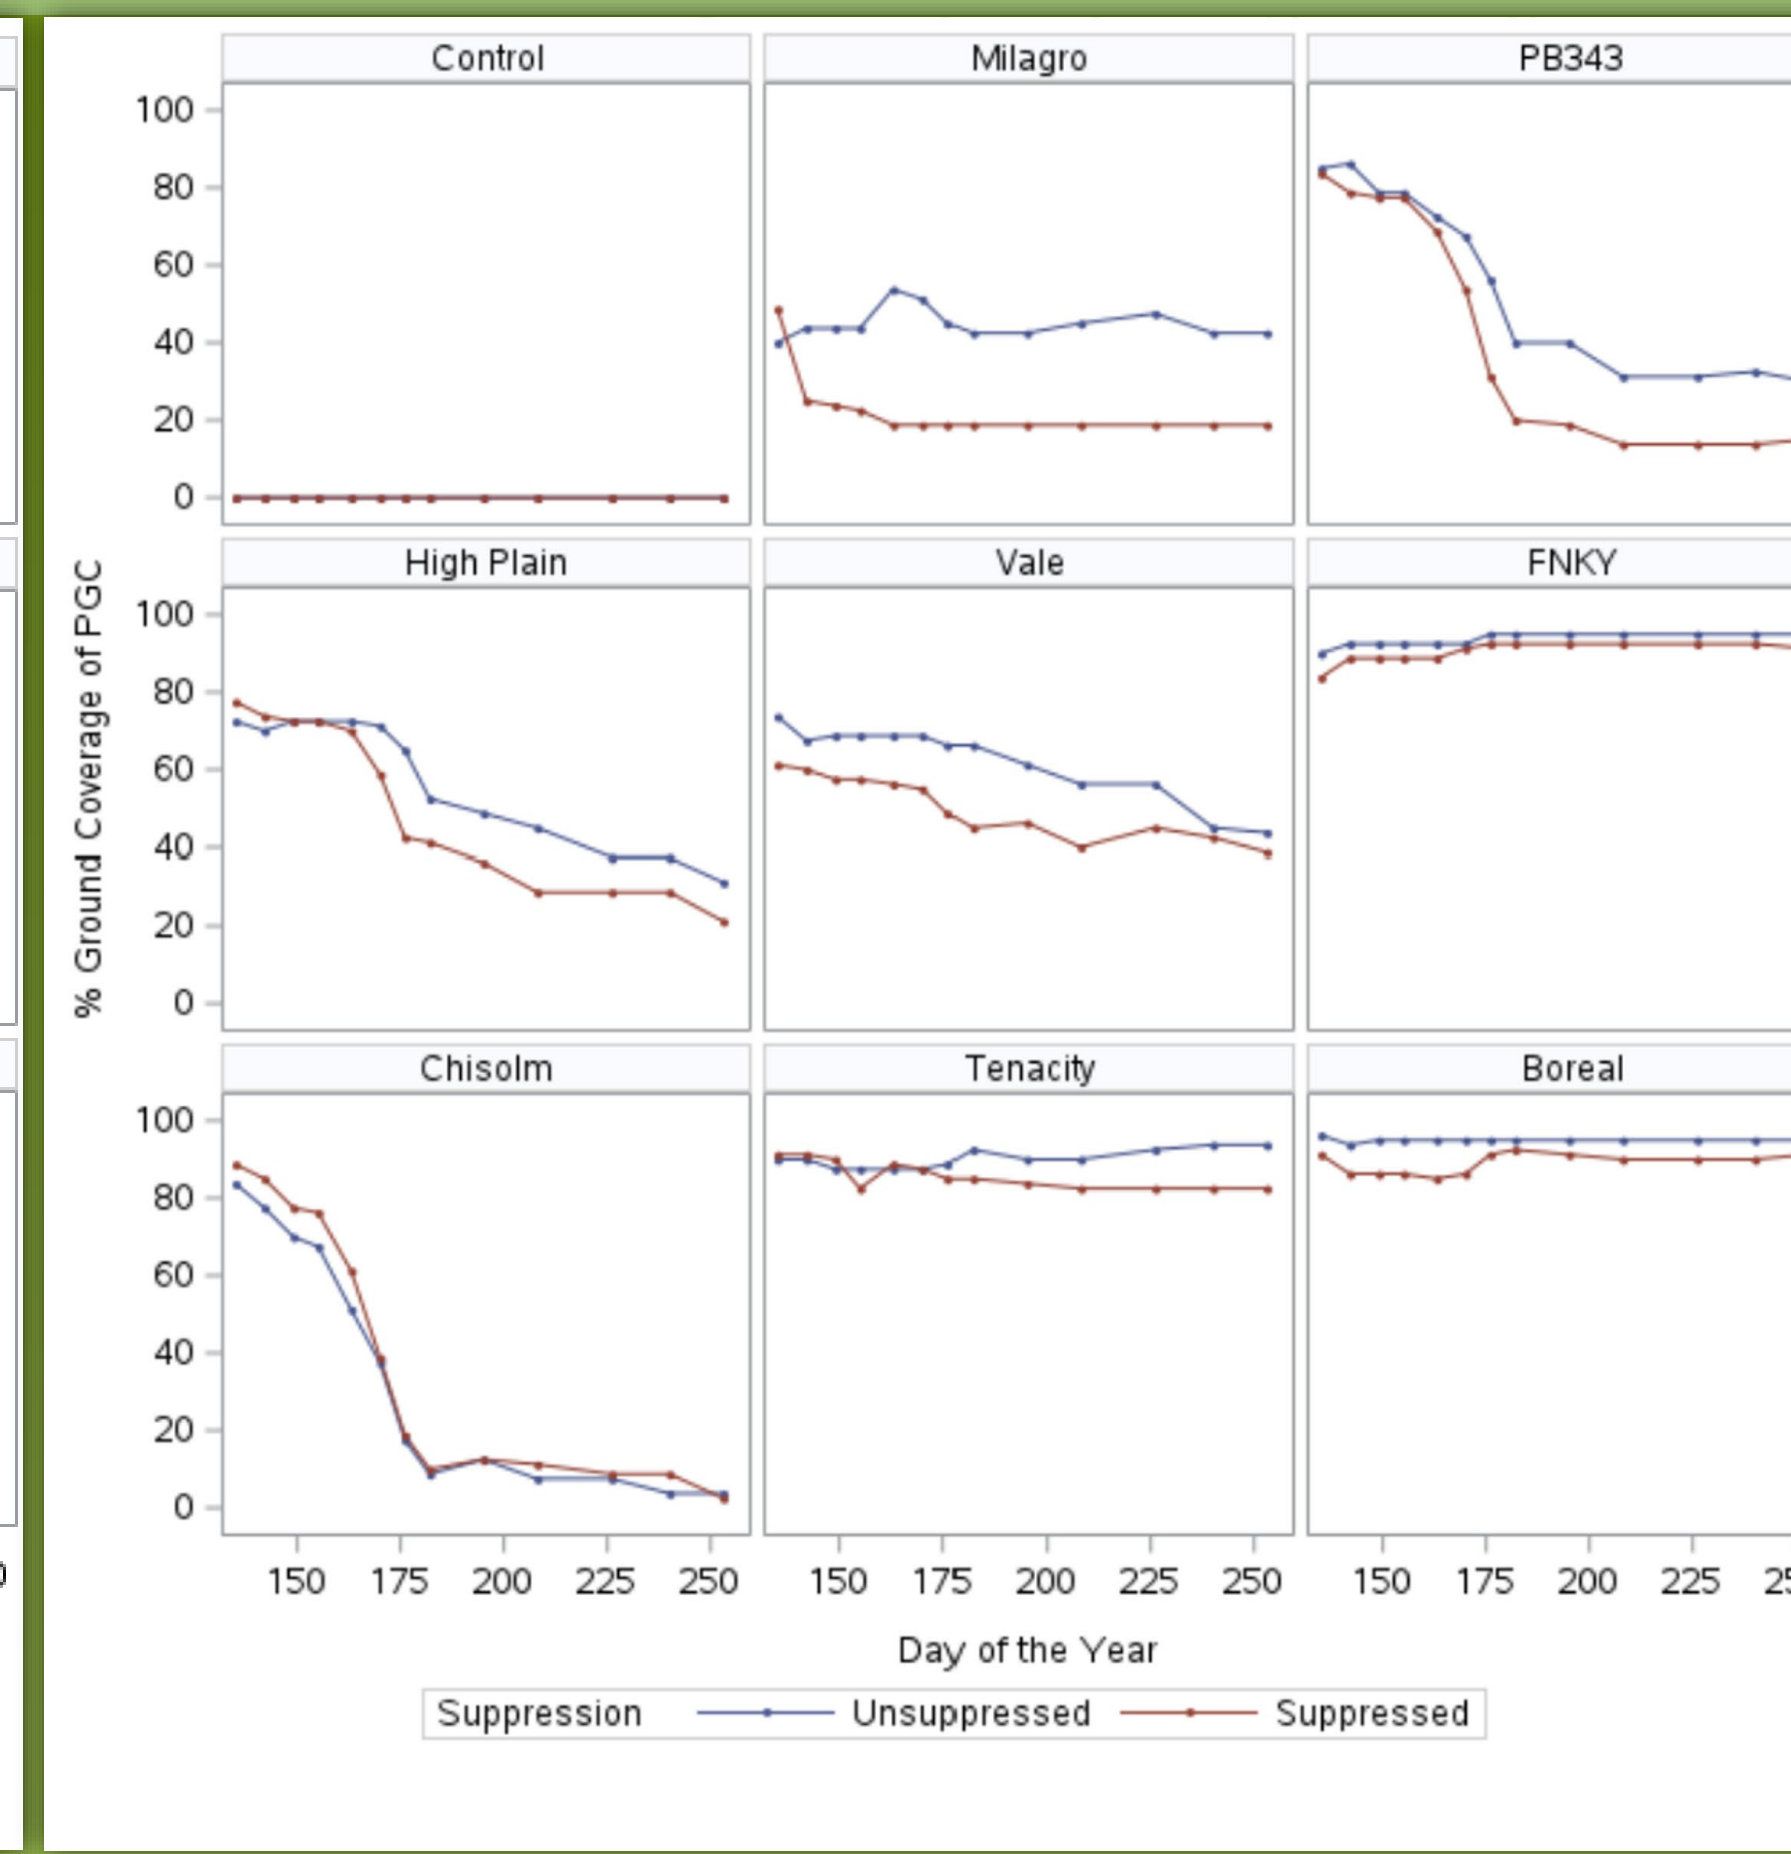 Control
Milagro
PB343
100
80
60
40
20
0
High Plain
Vale
FNKY
100
80
60
40
20
0
% Ground Coverage of PGC
Chisolm
Tenacity
Boreal
100
80
60
40
20
0
150 175 200 225 250
150 175 200 225 250
150 175 200 225
Day of the Year
Suppression Unsuppressed Suppressed